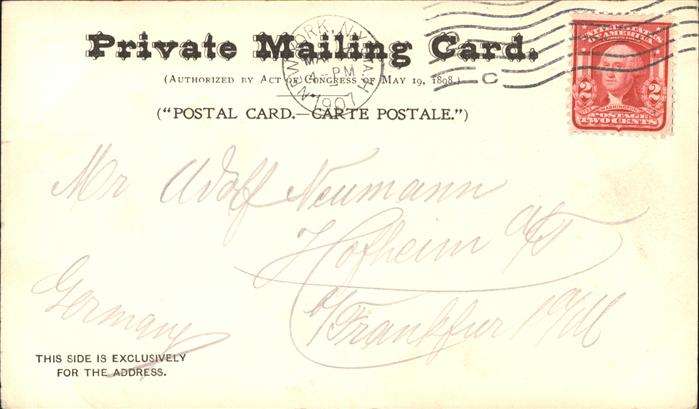 Private Mailing Card.
(AUTHORIZED BY ACT OF CONGRESS OF MAY 19, 1898.)
("POSTAL CARD.—CARTE POSTALE.")
NEW YORK, N.Y.
4-PM
1907
C
UNITED STATES
OF AMERICA
2 2
POSTAGE
TWO CENTS
Mr Adolf Neumann
Hofheim a/T
b/Frankfur a/M
Germany
THIS SIDE IS EXCLUSIVELY
FOR THE ADDRESS.